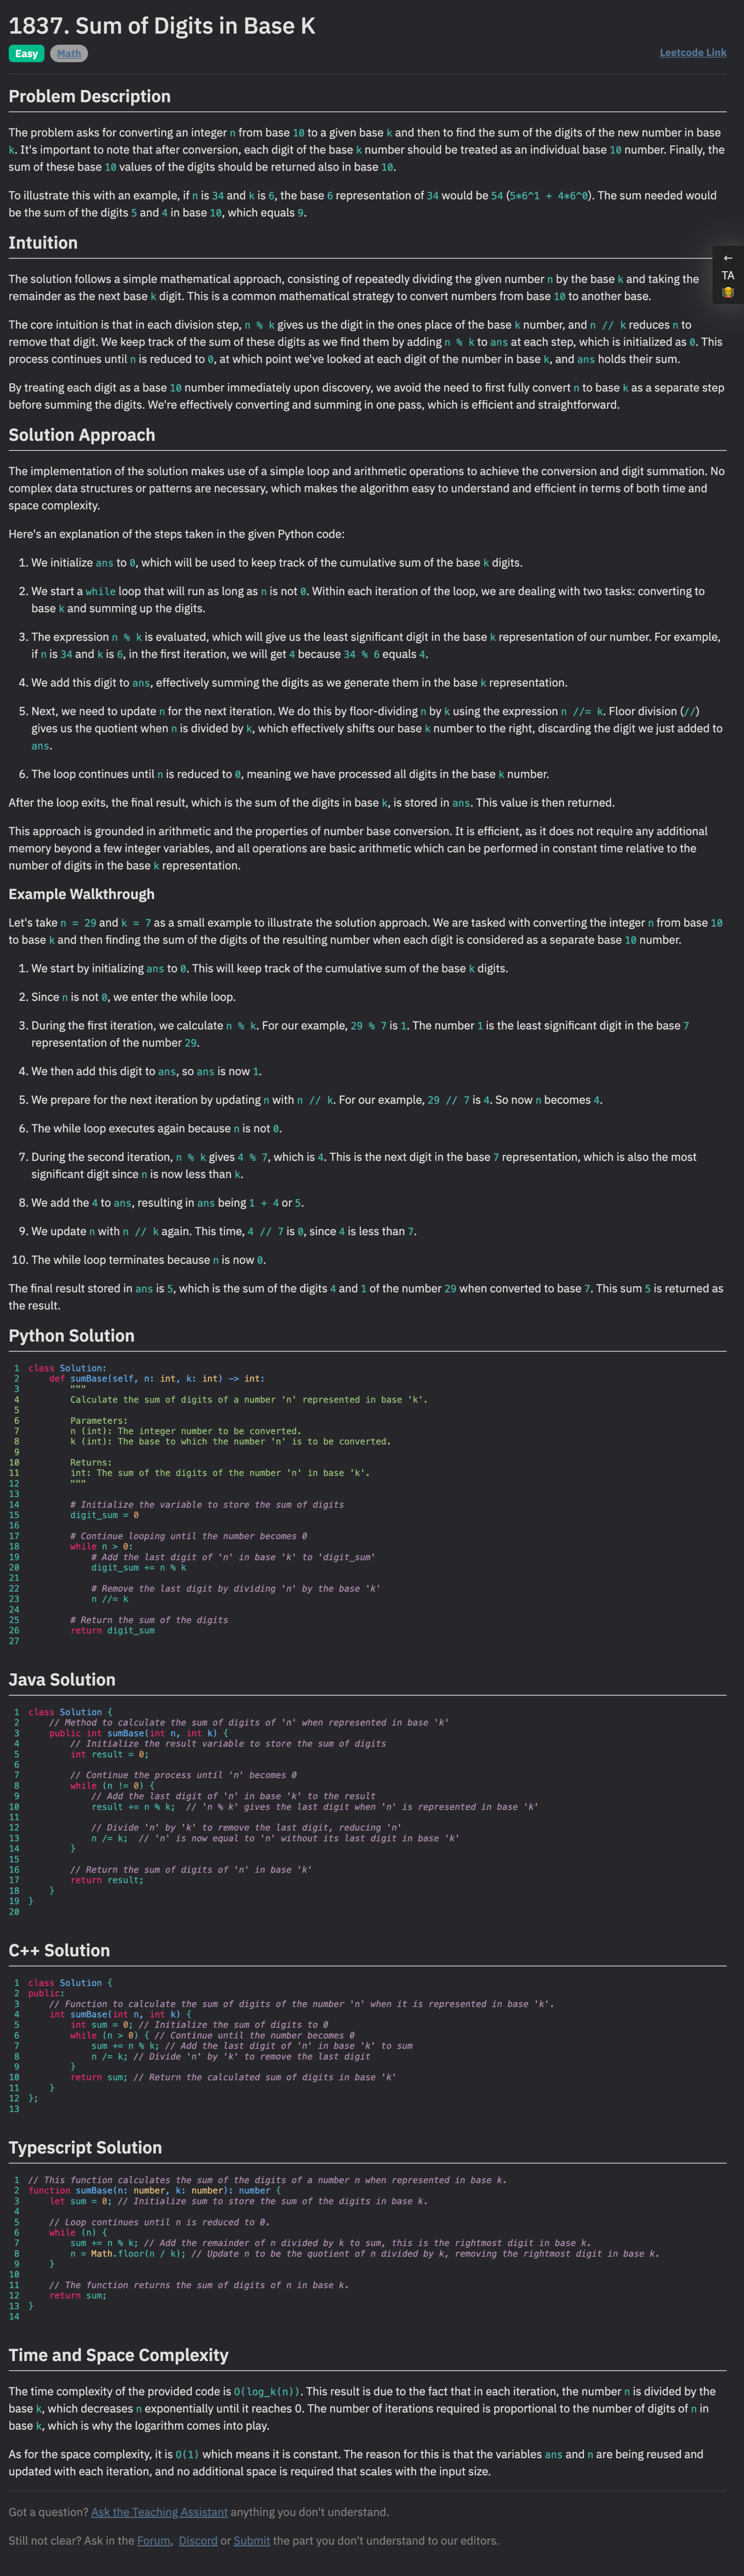 1837. Sum of Digits in Base K
Easy Math Leetcode Link
Problem Description
The problem asks for converting an integer n from base 10 to a given base k and then to find the sum of the digits of the new number in base
k. It's important to note that after conversion, each digit of the base k number should be treated as an individual base 10 number. Finally, the
sum of these base 10 values of the digits should be returned also in base 10.
To illustrate this with an example, if n is 34 and k is 6, the base 6 representation of 34 would be 54 (5*6^1 + 4*6^0). The sum needed would
be the sum of the digits 5 and 4 in base 10, which equals 9.
Intuition
←
TA
The solution follows a simple mathematical approach, consisting of repeatedly dividing the given number n by the base k and taking the
remainder as the next base k digit. This is a common mathematical strategy to convert numbers from base 10 to another base.
The core intuition is that in each division step, n % k gives us the digit in the ones place of the base k number, and n // k reduces n to
remove that digit. We keep track of the sum of these digits as we find them by adding n % k to ans at each step, which is initialized as 0. This
process continues until n is reduced to 0, at which point we've looked at each digit of the number in base k, and ans holds their sum.
By treating each digit as a base 10 number immediately upon discovery, we avoid the need to first fully convert n to base k as a separate step
before summing the digits. We're effectively converting and summing in one pass, which is efficient and straightforward.
Solution Approach
The implementation of the solution makes use of a simple loop and arithmetic operations to achieve the conversion and digit summation. No
complex data structures or patterns are necessary, which makes the algorithm easy to understand and efficient in terms of both time and
space complexity.
Here's an explanation of the steps taken in the given Python code:
1. We initialize ans to 0, which will be used to keep track of the cumulative sum of the base k digits.
2. We start a while loop that will run as long as n is not 0. Within each iteration of the loop, we are dealing with two tasks: converting to
base k and summing up the digits.
3. The expression n % k is evaluated, which will give us the least significant digit in the base k representation of our number. For example,
if n is 34 and k is 6, in the first iteration, we will get 4 because 34 % 6 equals 4.
4. We add this digit to ans, effectively summing the digits as we generate them in the base k representation.
5. Next, we need to update n for the next iteration. We do this by floor-dividing n by k using the expression n //= k. Floor division (//)
gives us the quotient when n is divided by k, which effectively shifts our base k number to the right, discarding the digit we just added to
ans.
6. The loop continues until n is reduced to 0, meaning we have processed all digits in the base k number.
After the loop exits, the final result, which is the sum of the digits in base k, is stored in ans. This value is then returned.
This approach is grounded in arithmetic and the properties of number base conversion. It is efficient, as it does not require any additional
memory beyond a few integer variables, and all operations are basic arithmetic which can be performed in constant time relative to the
number of digits in the base k representation.
Example Walkthrough
Let's take n = 29 and k = 7 as a small example to illustrate the solution approach. We are tasked with converting the integer n from base 10
to base k and then finding the sum of the digits of the resulting number when each digit is considered as a separate base 10 number.
1. We start by initializing ans to 0. This will keep track of the cumulative sum of the base k digits.
2. Since n is not 0, we enter the while loop.
3. During the first iteration, we calculate n % k. For our example, 29 % 7 is 1. The number 1 is the least significant digit in the base 7
representation of the number 29.
4. We then add this digit to ans, so ans is now 1.
5. We prepare for the next iteration by updating n with n // k. For our example, 29 // 7 is 4. So now n becomes 4.
6. The while loop executes again because n is not 0.
7. During the second iteration, n % k gives 4 % 7, which is 4. This is the next digit in the base 7 representation, which is also the most
significant digit since n is now less than k.
8. We add the 4 to ans, resulting in ans being 1 + 4 or 5.
9. We update n with n // k again. This time, 4 // 7 is 0, since 4 is less than 7.
10. The while loop terminates because n is now 0.
The final result stored in ans is 5, which is the sum of the digits 4 and 1 of the number 29 when converted to base 7. This sum 5 is returned as
the result.
Python Solution
1 class Solution:
2     def sumBase(self, n: int, k: int) -> int:
3         """
4         Calculate the sum of digits of a number 'n' represented in base 'k'.
5
6         Parameters:
7         n (int): The integer number to be converted.
8         k (int): The base to which the number 'n' is to be converted.
9
10         Returns:
11         int: The sum of the digits of the number 'n' in base 'k'.
12         """
13
14         # Initialize the variable to store the sum of digits
15         digit_sum = 0
16
17         # Continue looping until the number becomes 0
18         while n > 0:
19             # Add the last digit of 'n' in base 'k' to 'digit_sum'
20             digit_sum += n % k
21
22             # Remove the last digit by dividing 'n' by the base 'k'
23             n //= k
24
25         # Return the sum of the digits
26         return digit_sum
27
Java Solution
1 class Solution {
2     // Method to calculate the sum of digits of 'n' when represented in base 'k'
3     public int sumBase(int n, int k) {
4         // Initialize the result variable to store the sum of digits
5         int result = 0;
6
7         // Continue the process until 'n' becomes 0
8         while (n != 0) {
9             // Add the last digit of 'n' in base 'k' to the result
10             result += n % k;  // 'n % k' gives the last digit when 'n' is represented in base 'k'
11
12             // Divide 'n' by 'k' to remove the last digit, reducing 'n'
13             n /= k;  // 'n' is now equal to 'n' without its last digit in base 'k'
14         }
15
16         // Return the sum of digits of 'n' in base 'k'
17         return result;
18     }
19 }
20
C++ Solution
1 class Solution {
2 public:
3     // Function to calculate the sum of digits of the number 'n' when it is represented in base 'k'.
4     int sumBase(int n, int k) {
5         int sum = 0; // Initialize the sum of digits to 0
6         while (n > 0) { // Continue until the number becomes 0
7             sum += n % k; // Add the last digit of 'n' in base 'k' to sum
8             n /= k; // Divide 'n' by 'k' to remove the last digit
9         }
10         return sum; // Return the calculated sum of digits in base 'k'
11     }
12 };
13
Typescript Solution
1 // This function calculates the sum of the digits of a number n when represented in base k.
2 function sumBase(n: number, k: number): number {
3     let sum = 0; // Initialize sum to store the sum of the digits in base k.
4
5     // Loop continues until n is reduced to 0.
6     while (n) {
7         sum += n % k; // Add the remainder of n divided by k to sum, this is the rightmost digit in base k.
8         n = Math.floor(n / k); // Update n to be the quotient of n divided by k, removing the rightmost digit in base k.
9     }
10
11     // The function returns the sum of digits of n in base k.
12     return sum;
13 }
14
Time and Space Complexity
The time complexity of the provided code is O(log_k(n)). This result is due to the fact that in each iteration, the number n is divided by the
base k, which decreases n exponentially until it reaches 0. The number of iterations required is proportional to the number of digits of n in
base k, which is why the logarithm comes into play.
As for the space complexity, it is O(1) which means it is constant. The reason for this is that the variables ans and n are being reused and
updated with each iteration, and no additional space is required that scales with the input size.
Got a question? Ask the Teaching Assistant anything you don't understand.
Still not clear? Ask in the Forum, Discord or Submit the part you don't understand to our editors.